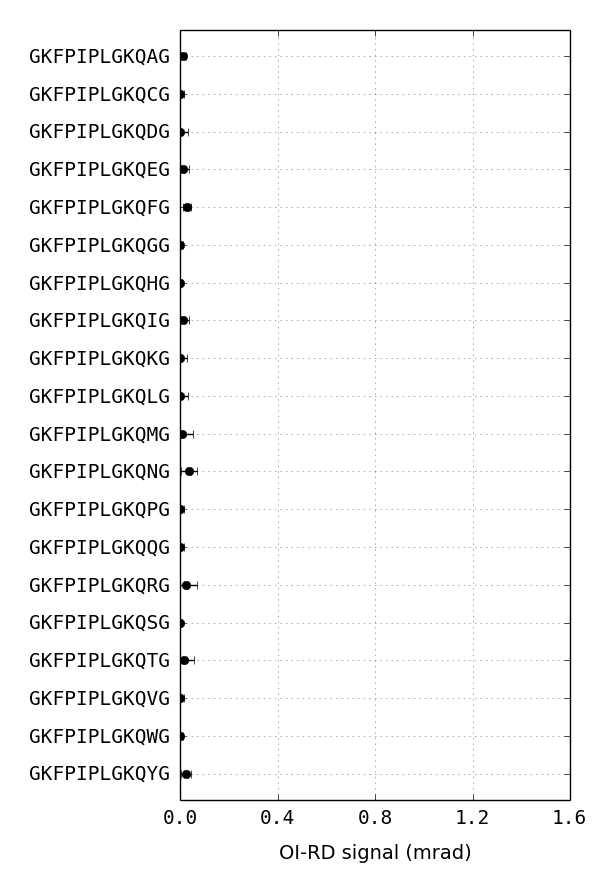 GKFPIPLGKQAG
GKFPIPLGKQCG
GKFPIPLGKQDG
GKFPIPLGKQEG
GKFPIPLGKQFG
GKFPIPLGKQGG
GKFPIPLGKQHG
GKFPIPLGKQIG
GKFPIPLGKQKG
GKFPIPLGKQLG
GKFPIPLGKQMG
GKFPIPLGKQNG
GKFPIPLGKQPG
GKFPIPLGKQQG
GKFPIPLGKQRG
GKFPIPLGKQSG
GKFPIPLGKQTG
GKFPIPLGKQVG
GKFPIPLGKQWG
GKFPIPLGKQYG
0.0 0.4 0.8 1.2 1.6
OI-RD signal (mrad)